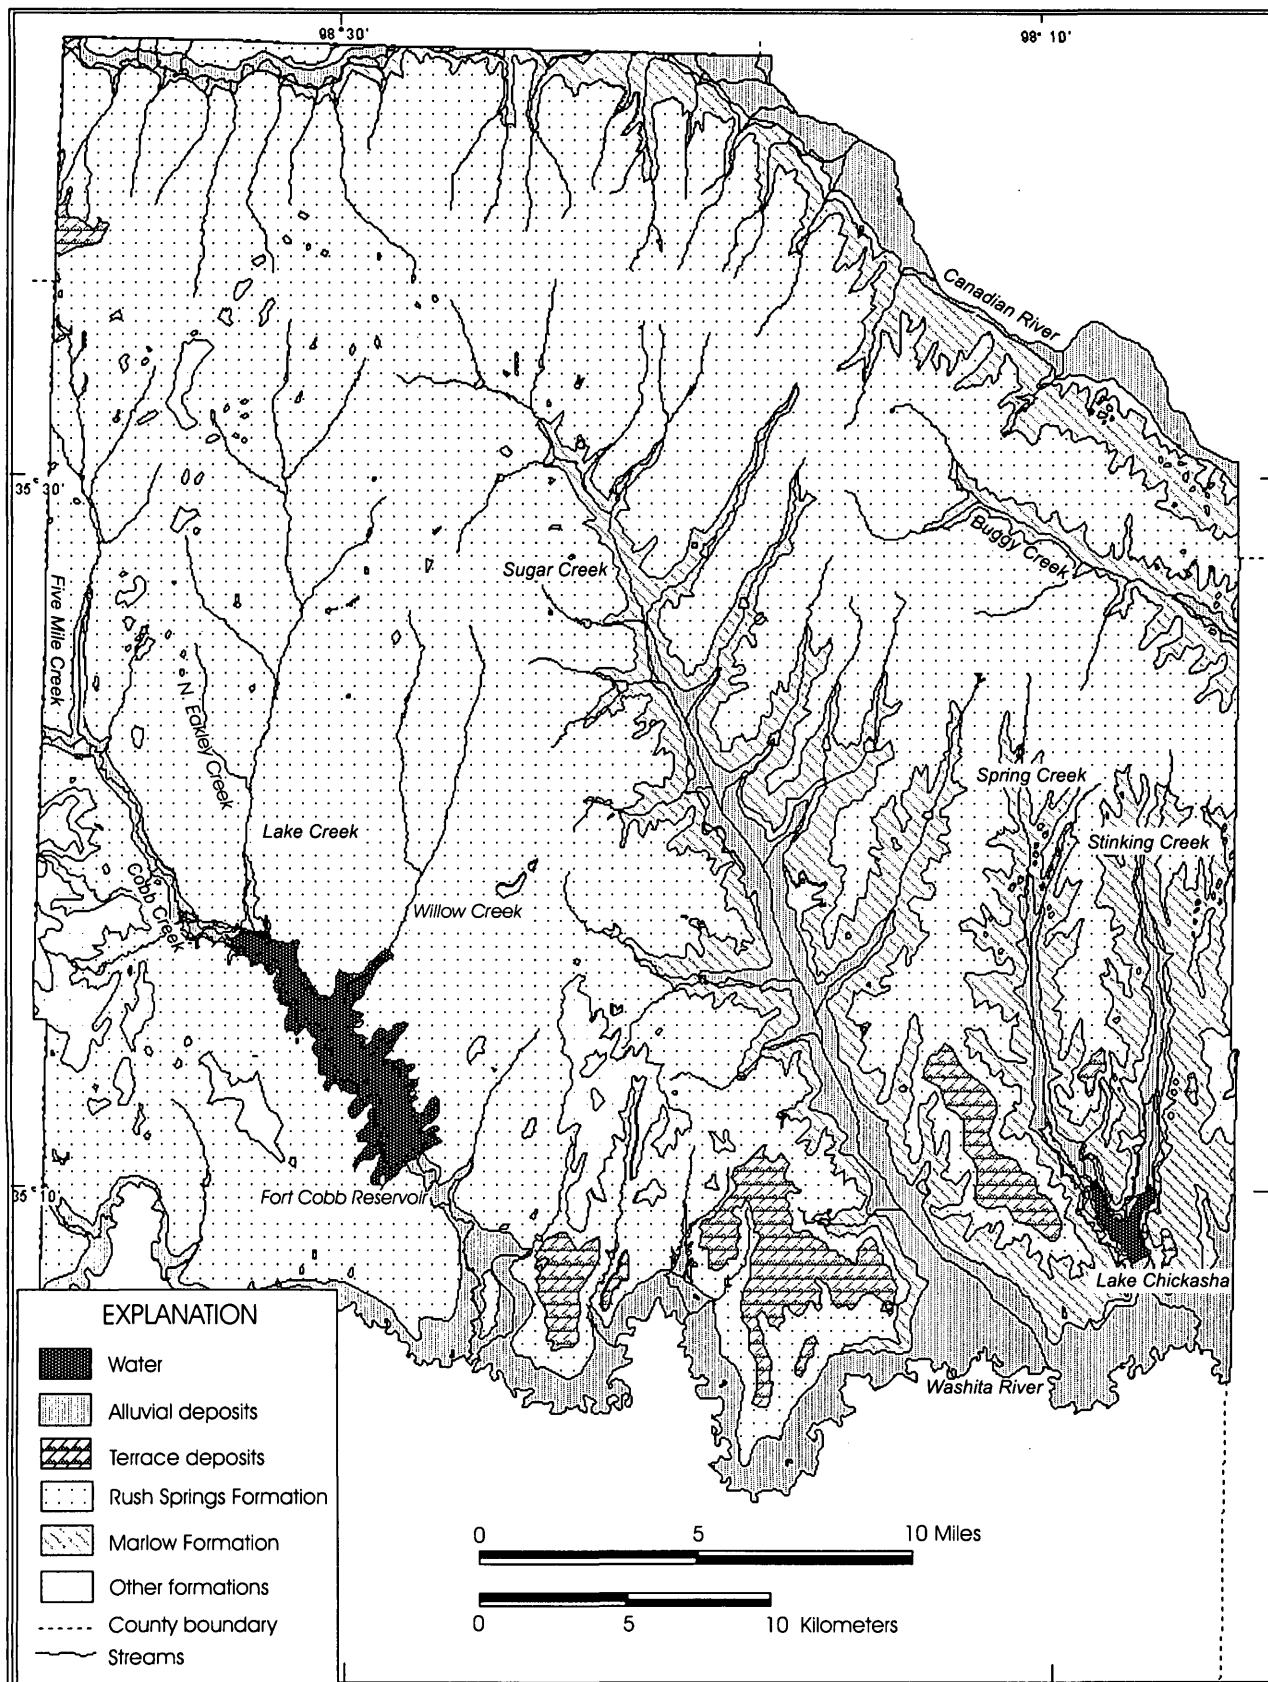 98° 30'
98° 10'
Canadian River
35° 30'
Buggy Creek
Sugar Creek
Five Mile Creek
N. Eakley Creek
Spring Creek
Lake Creek
Stinking Creek
Cobb Creek
Willow Creek
35° 10'
Fort Cobb Reservoir
Lake Chickasha
Washita River
EXPLANATION
Water
Alluvial deposits
Terrace deposits
Rush Springs Formation
Marlow Formation
Other formations
County boundary
Streams
0 5 10 Miles
0 5 10 Kilometers